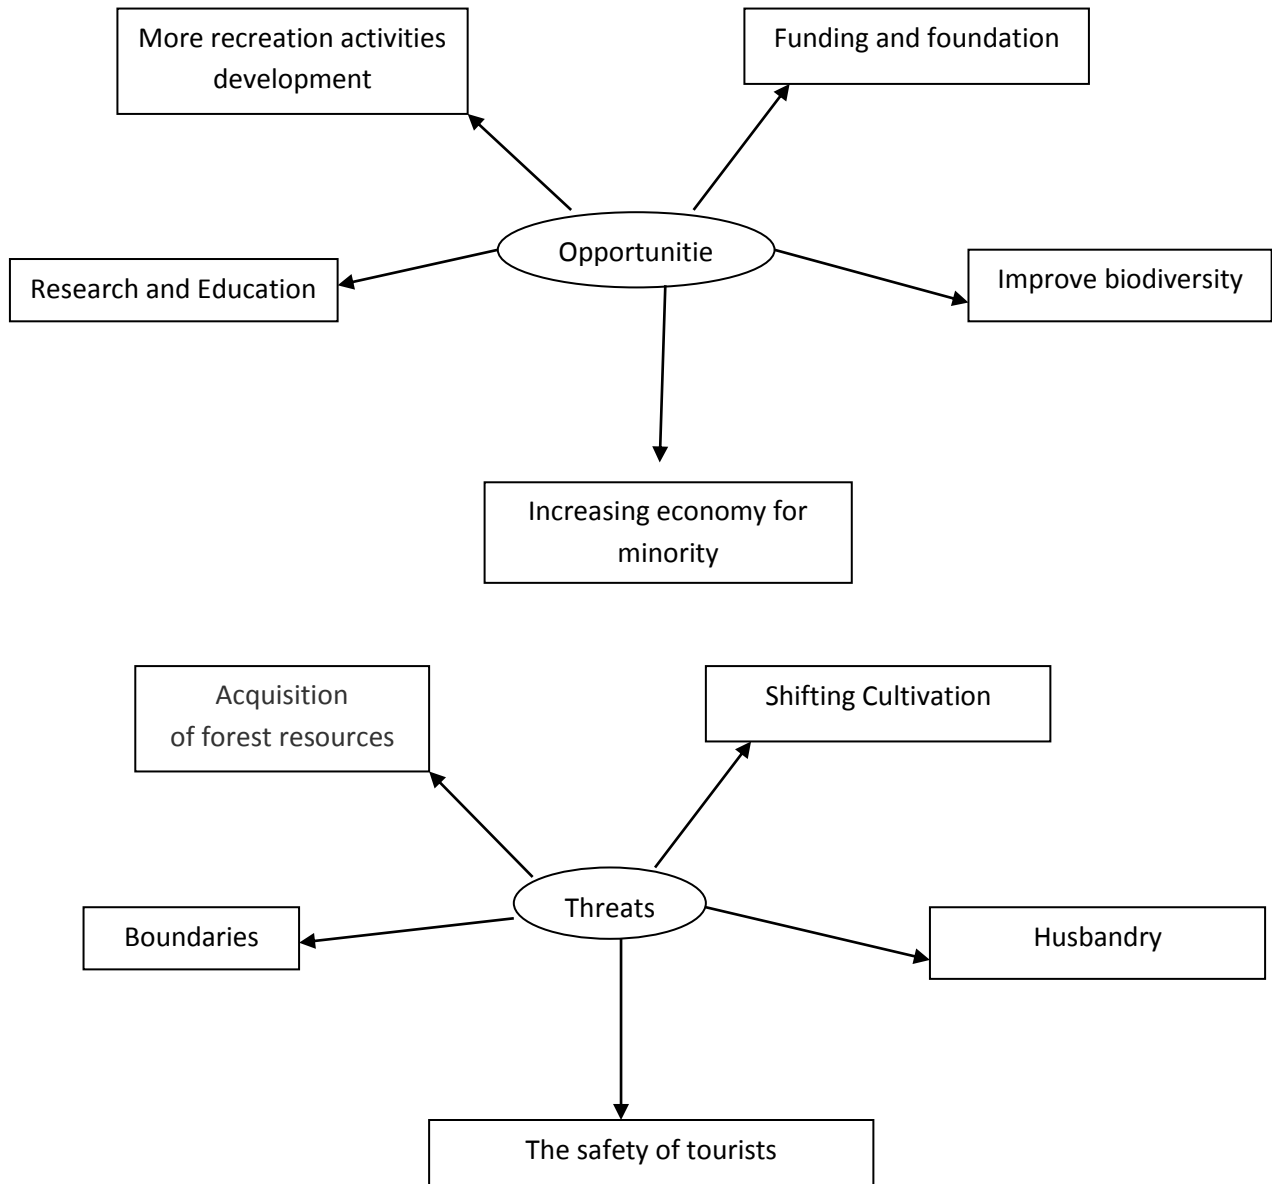 More recreation activities
development
Funding and foundation
Opportunitie
Research and Education
Improve biodiversity
Increasing economy for
minority
Acquisition
of forest resources
Shifting Cultivation
Threats
Boundaries
Husbandry
The safety of tourists